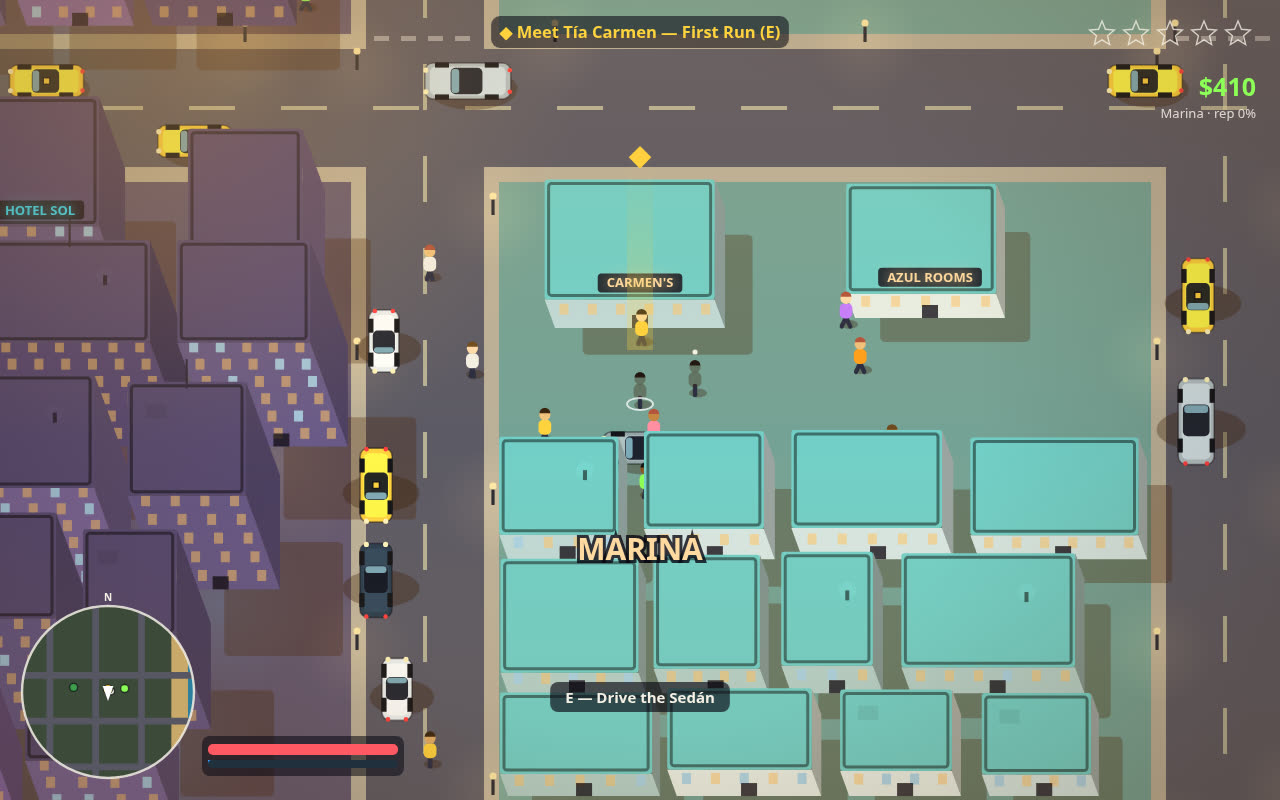 ◆ Meet Tía Carmen — First Run (E)
$410
Marina · rep 0%
HOTEL SOL
CARMEN'S
AZUL ROOMS
MARINA
N
E — Drive the Sedán